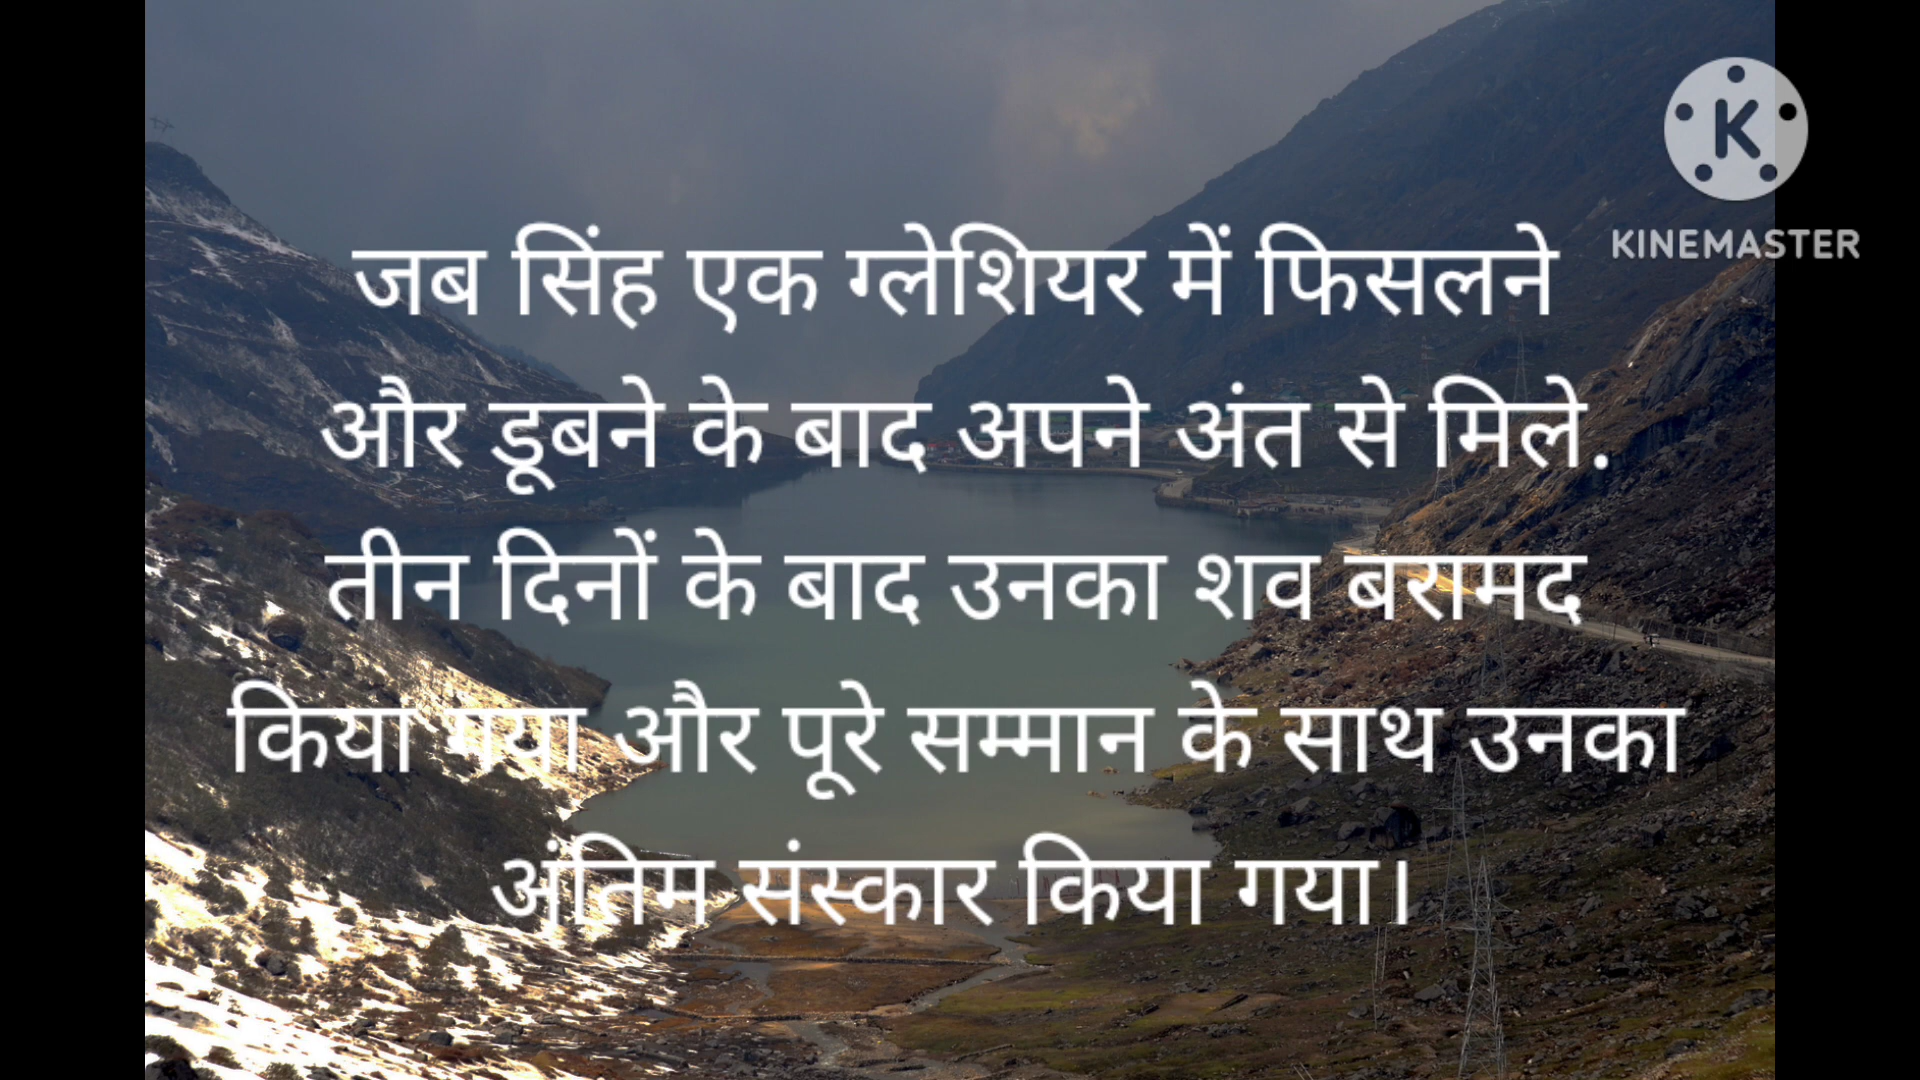 KINEMASTER
जब सिंह एक ग्लेशियर में फिसलने
और डूबने के बाद अपने अंत से मिले.
तीन दिनों के बाद उनका शव बरामद
किया गया और पूरे सम्मान के साथ उनका
अंतिम संस्कार किया गया।